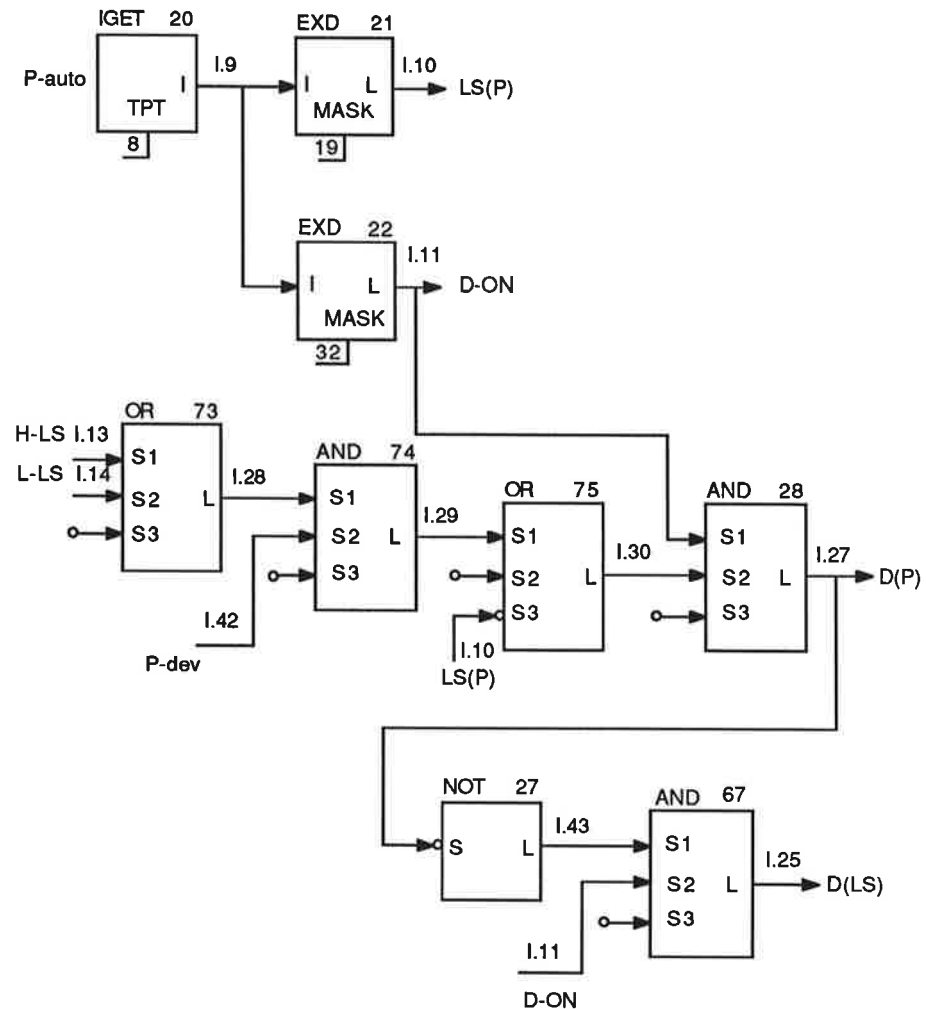 IGET 20
EXD 21
P-auto
I
I.9
I L
I.10
LS(P)
TPT
MASK
8
19
EXD 22
I.11
I L
D-ON
MASK
32
OR 73
H-LS I.13
S1
L-LS I.14
S2 L
I.28
S3
AND 74
S1
S2 L
I.29
S3
I.42
P-dev
OR 75
S1
S2 L
I.30
S3
I.10
LS(P)
AND 28
S1
S2 L
I.27
D(P)
S3
NOT 27
S L
I.43
AND 67
S1
S2 L
I.25
D(LS)
S3
I.11
D-ON